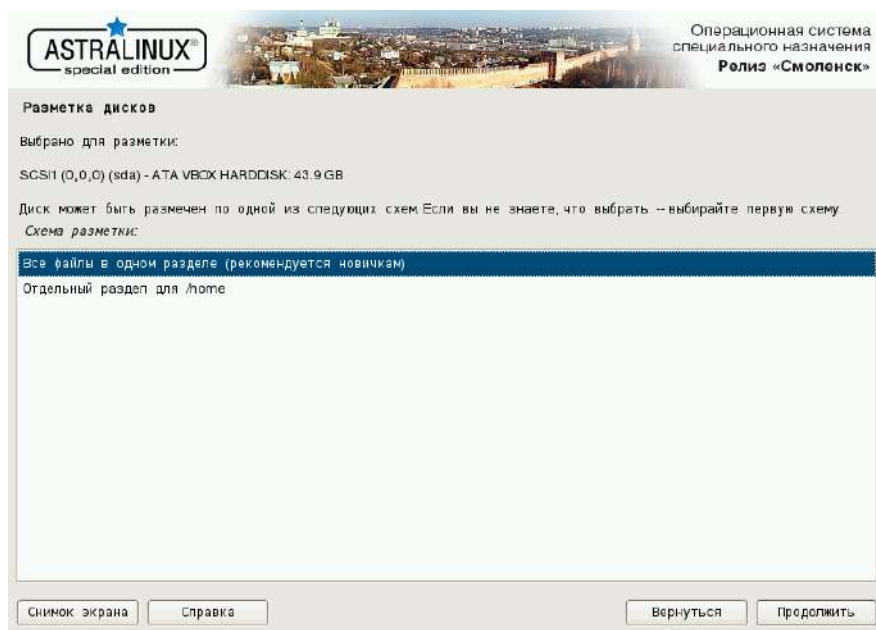 ASTRALINUX®
special edition
Операционная система
специального назначения
Релиз «Смоленск»
Разметка дисков
Выбрано для разметки:
SCSI1 (0,0,0) (sda) - ATA VBOX HARDDISK: 43.9 GB
Диск может быть размечен по одной из следующих схем. Если вы не знаете, что выбрать -- выбирайте первую схему.
Схема разметки:
Все файлы в одном разделе (рекомендуется новичкам)
Отдельный раздел для /home
Снимок экрана
Справка
Вернуться
Продолжить